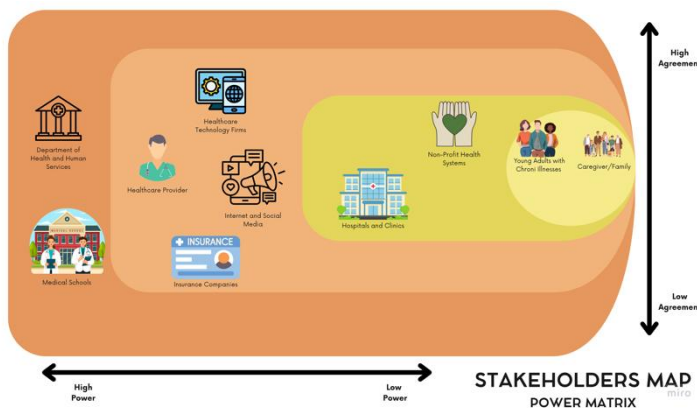 High
Agreement
Healthcare
Technology Firms
Department of
Health and Human
Services
Non-Profit Health
Systems
Young Adults with
Chroni Illnesses
Caregiver/Family
Healthcare Provider
Internet and Social
Media
Hospitals and Clinics
MEDICAL SCHOOL
Medical Schools
INSURANCE
Insurance Companies
Low
Agreement
High
Power
Low
Power
STAKEHOLDERS MAP
miro
POWER MATRIX